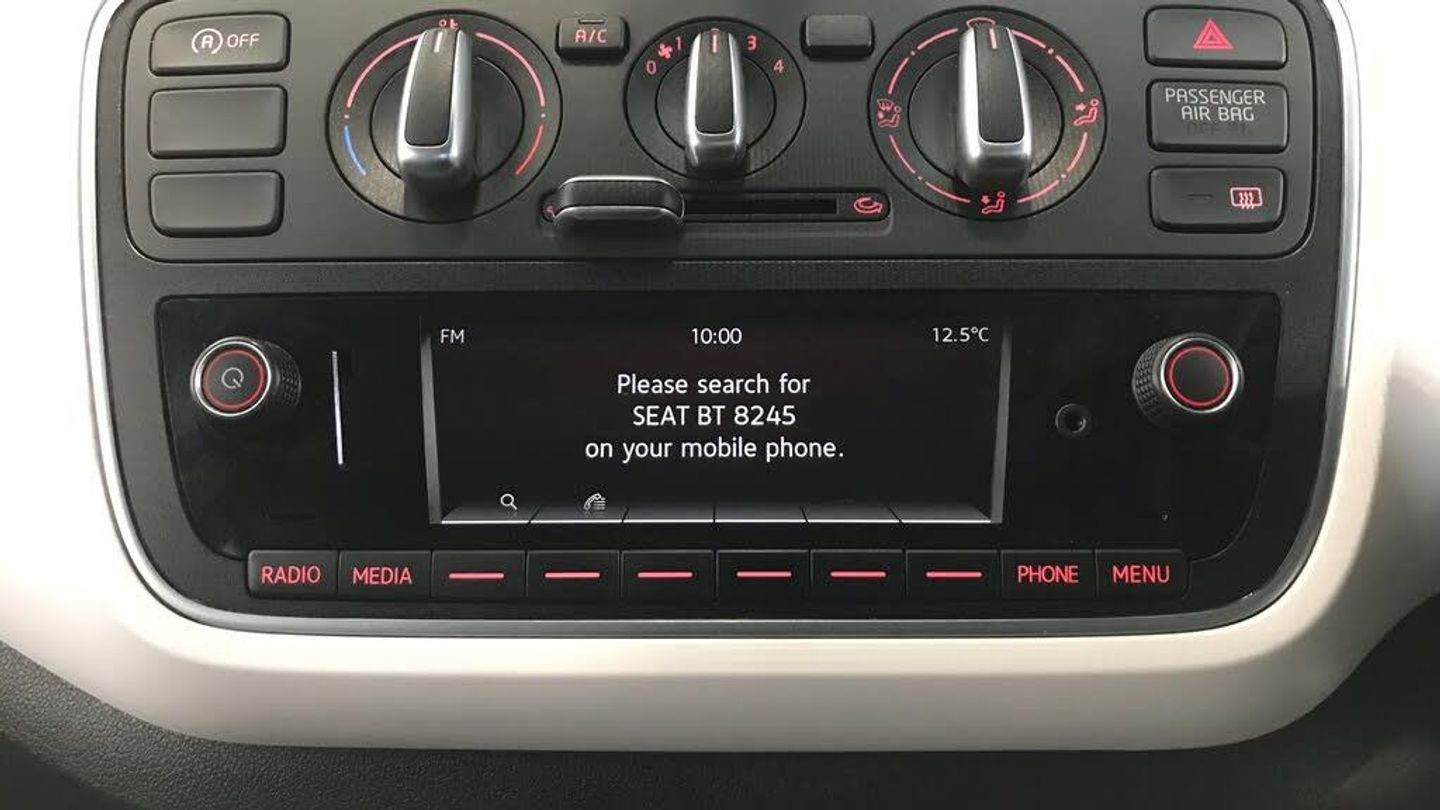 A OFF
A/C
0 1 3 4
PASSENGER
AIR BAG
FM 10:00 12.5°C
Please search for
SEAT BT 8245
on your mobile phone.
RADIO MEDIA PHONE MENU